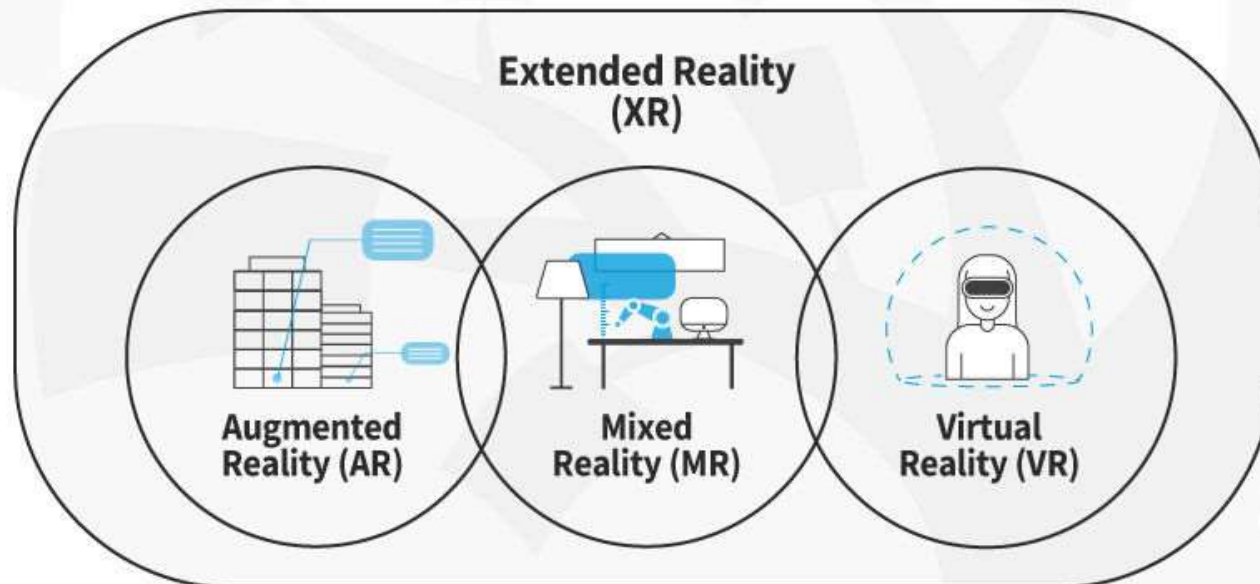 Extended Reality
(XR)
Augmented
Reality (AR)
Mixed
Reality (MR)
Virtual
Reality (VR)